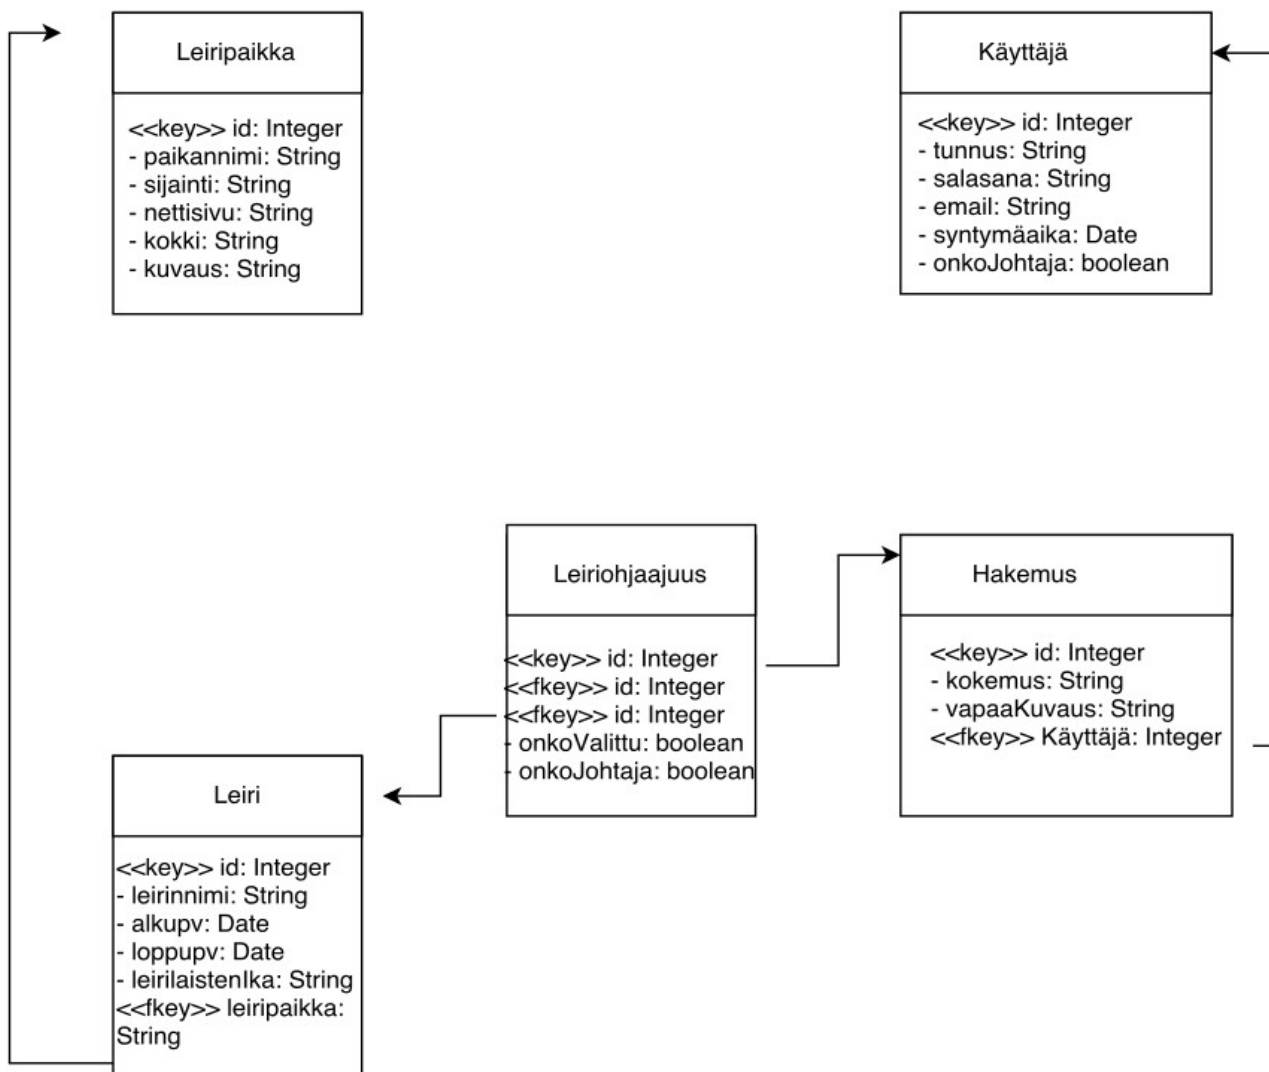 Leiripaikka
<<key>> id: Integer
- paikannimi: String
- sijainti: String
- nettisivu: String
- kokki: String
- kuvaus: String
Käyttäjä
<<key>> id: Integer
- tunnus: String
- salasana: String
- email: String
- syntymäaika: Date
- onkoJohtaja: boolean
Leiriohjaajuus
<<key>> id: Integer
<<fkey>> id: Integer
<<fkey>> id: Integer
- onkoValittu: boolean
- onkoJohtaja: boolean
Hakemus
<<key>> id: Integer
- kokemus: String
- vapaaKuvaus: String
<<fkey>> Käyttäjä: Integer
Leiri
<<key>> id: Integer
- leirinnimi: String
- alkupv: Date
- loppupv: Date
- leirilaistenIka: String
<<fkey>> leiripaikka:
String